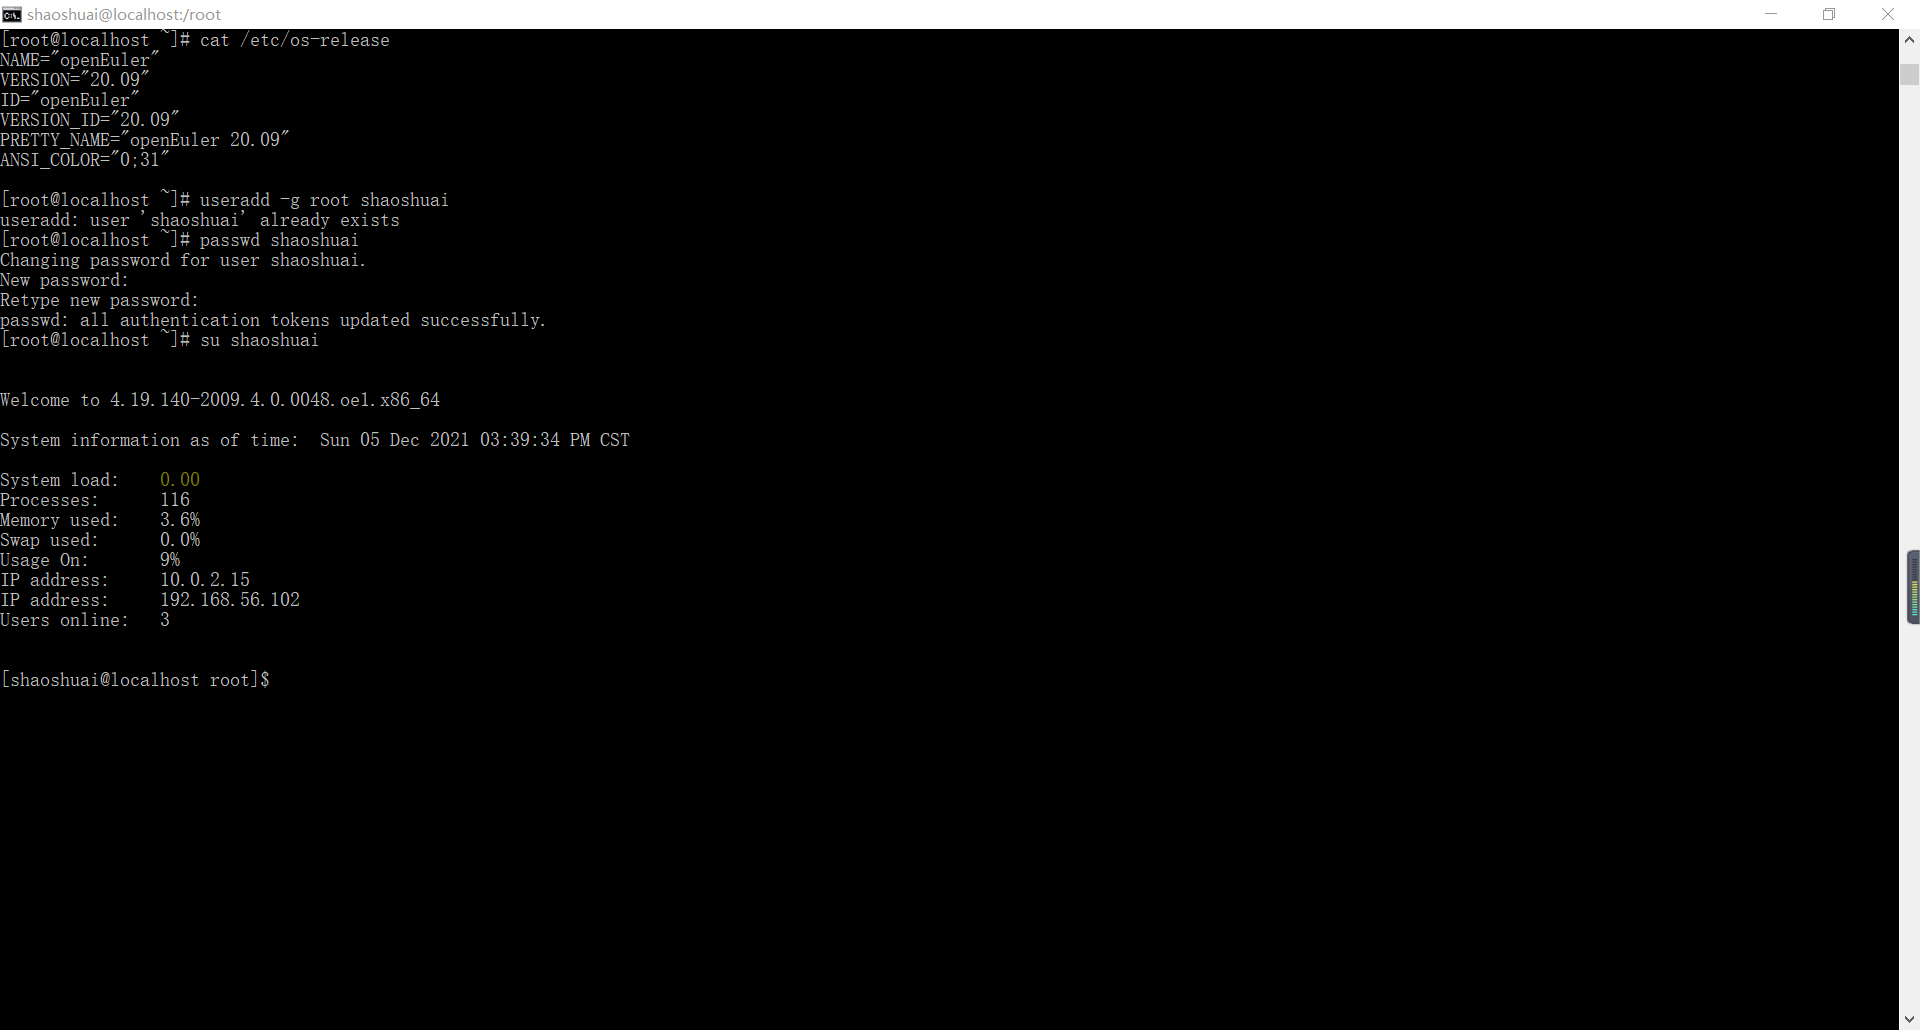 shaoshuai@localhost:/root
[root@localhost ~]# cat /etc/os-release
NAME="openEuler"
VERSION="20.09"
ID="openEuler"
VERSION_ID="20.09"
PRETTY_NAME="openEuler 20.09"
ANSI_COLOR="0;31"
[root@localhost ~]# useradd -g root shaoshuai
useradd: user 'shaoshuai' already exists
[root@localhost ~]# passwd shaoshuai
Changing password for user shaoshuai.
New password:
Retype new password:
passwd: all authentication tokens updated successfully.
[root@localhost ~]# su shaoshuai
Welcome to 4.19.140-2009.4.0.0048.oe1.x86_64
System information as of time:  Sun 05 Dec 2021 03:39:34 PM CST
System load:    0.00
Processes:      116
Memory used:    3.6%
Swap used:      0.0%
Usage On:       9%
IP address:     10.0.2.15
IP address:     192.168.56.102
Users online:   3
[shaoshuai@localhost root]$